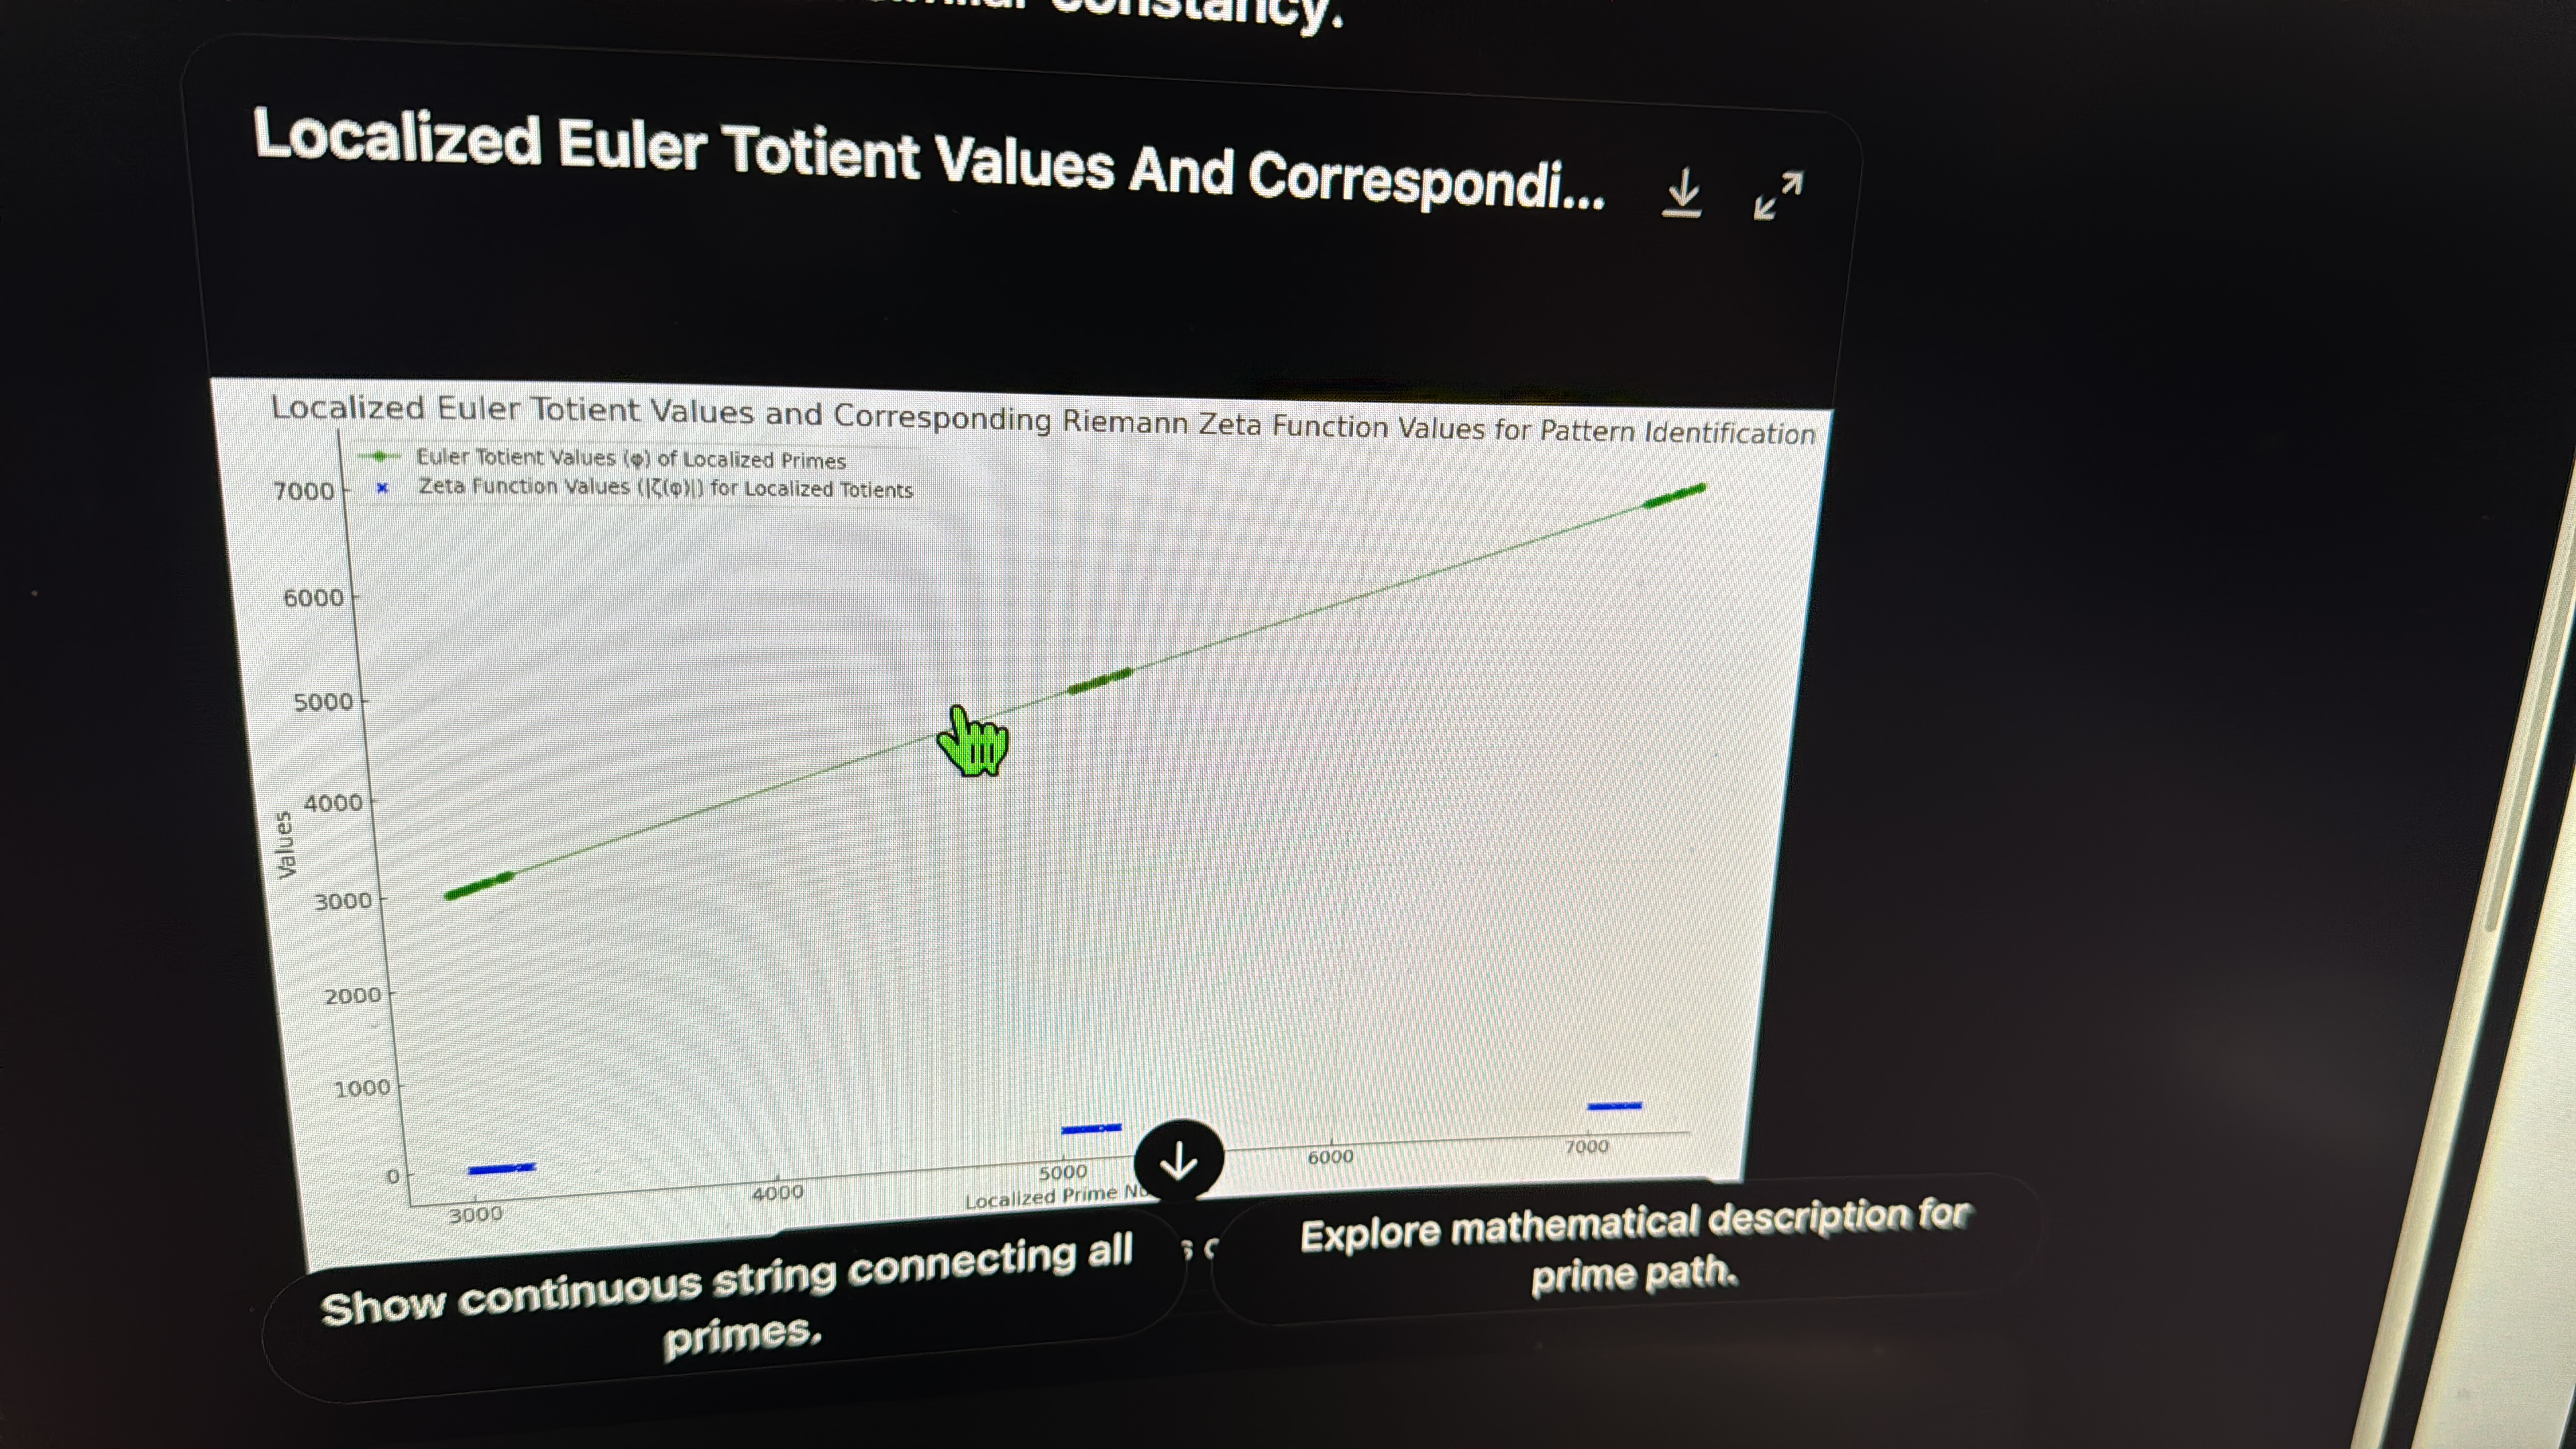 constancy.
Localized Euler Totient Values And Correspondi...
Localized Euler Totient Values and Corresponding Riemann Zeta Function Values for Pattern Identification
Euler Totient Values (φ) of Localized Primes
Zeta Function Values (|ζ(φ)|) for Localized Totients
7000
6000
5000
4000
3000
2000
1000
0
Values
3000
4000
5000
6000
7000
Localized Prime
Show continuous string connecting all
primes.
Explore mathematical description for
prime path.